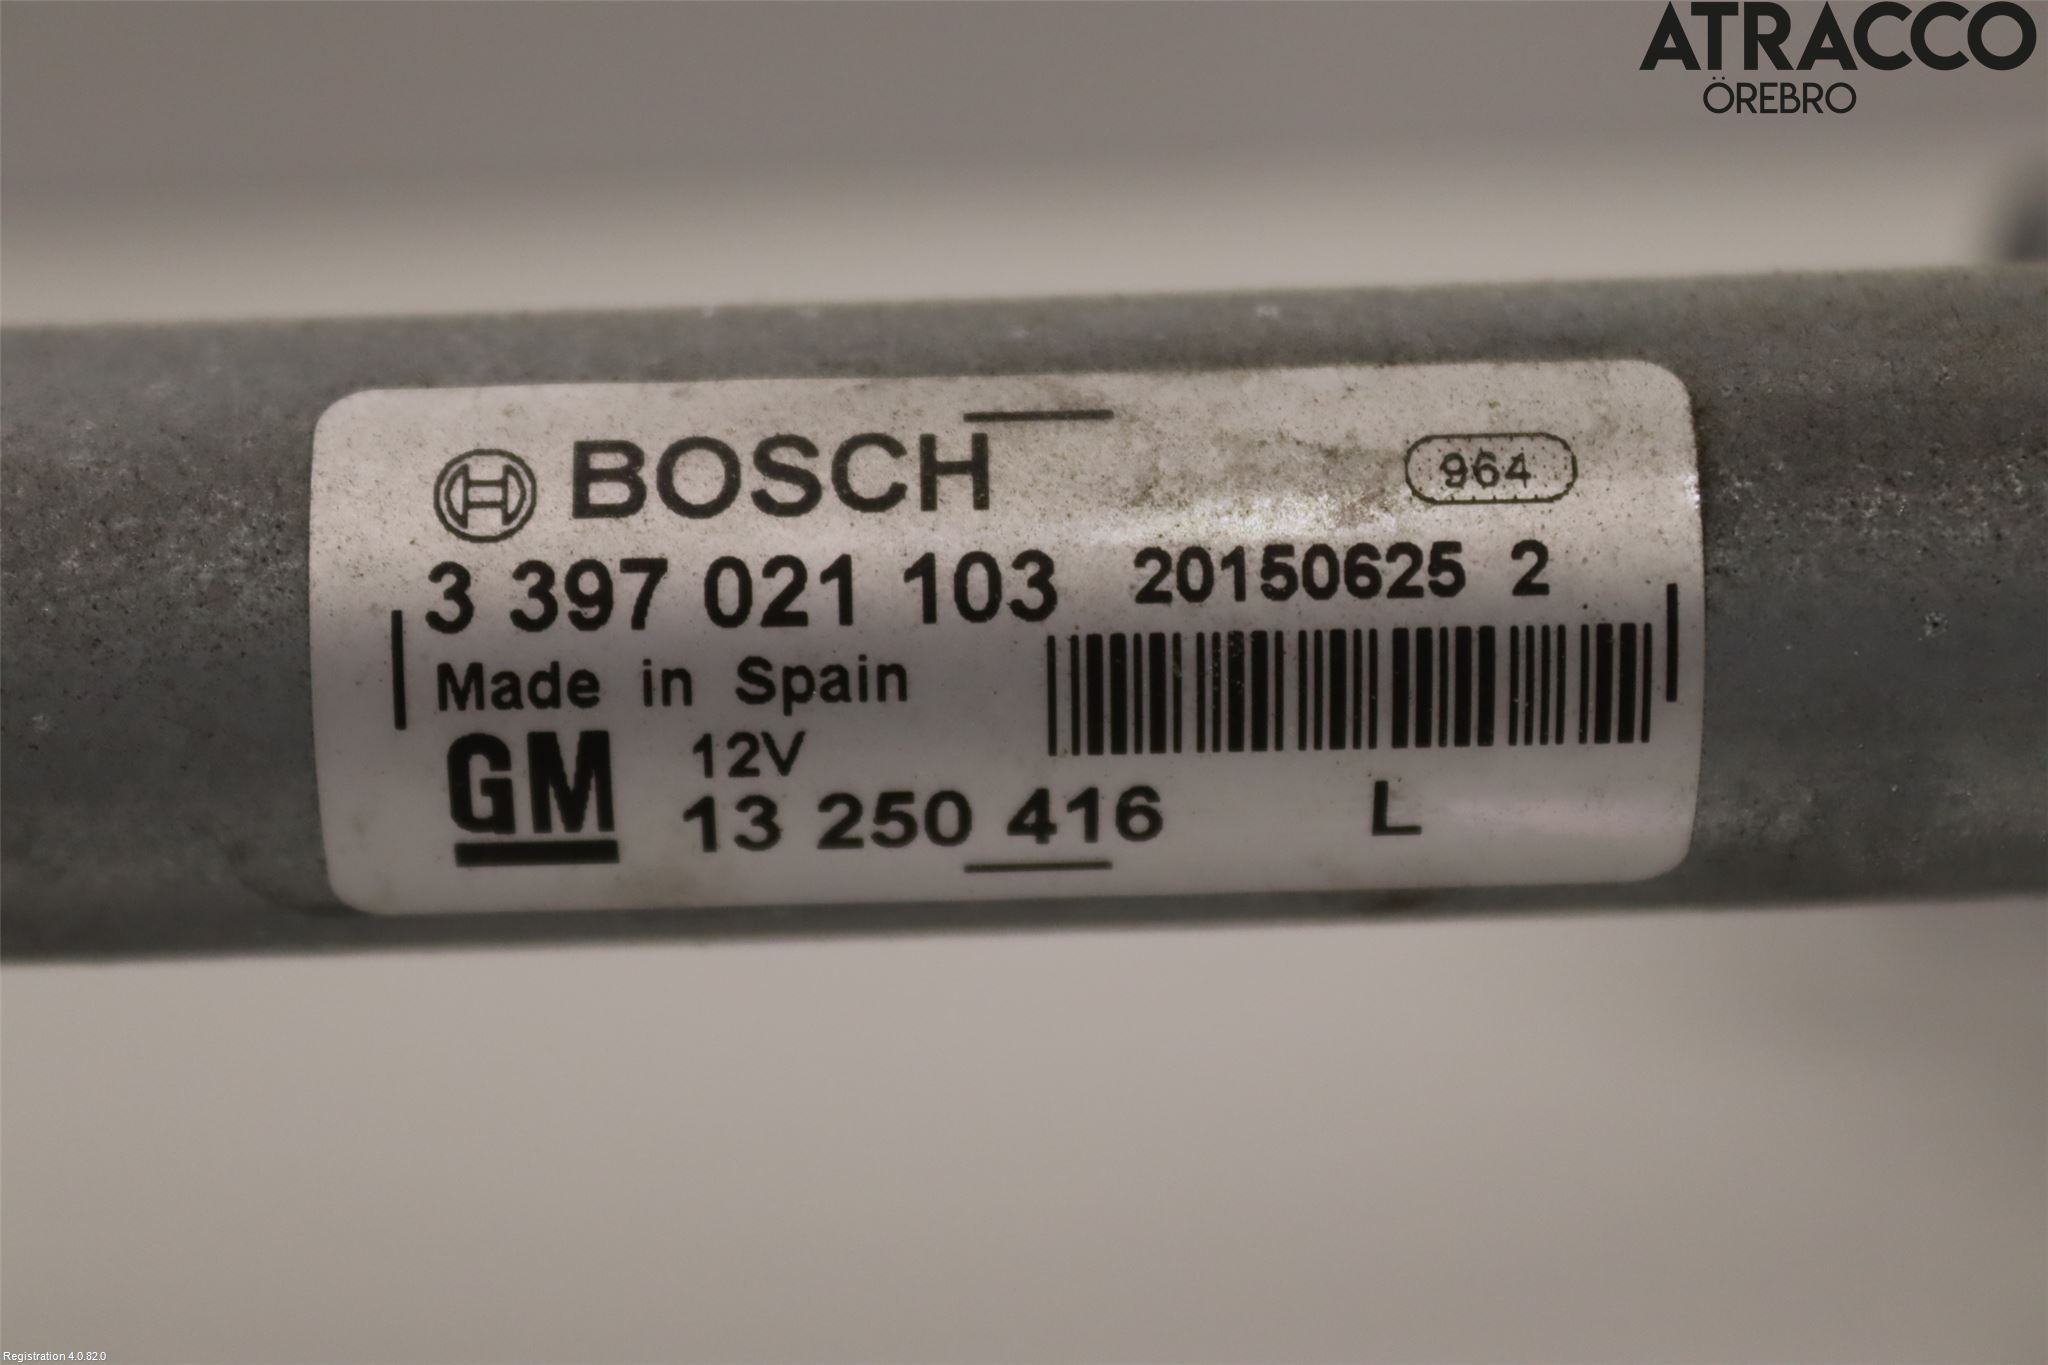 ATRACCO
ÖREBRO
BOSCH
964
3 397 021 103 20150625 2
Made in Spain
GM 12V
13 250 416 L
Registration 4.0.82.0